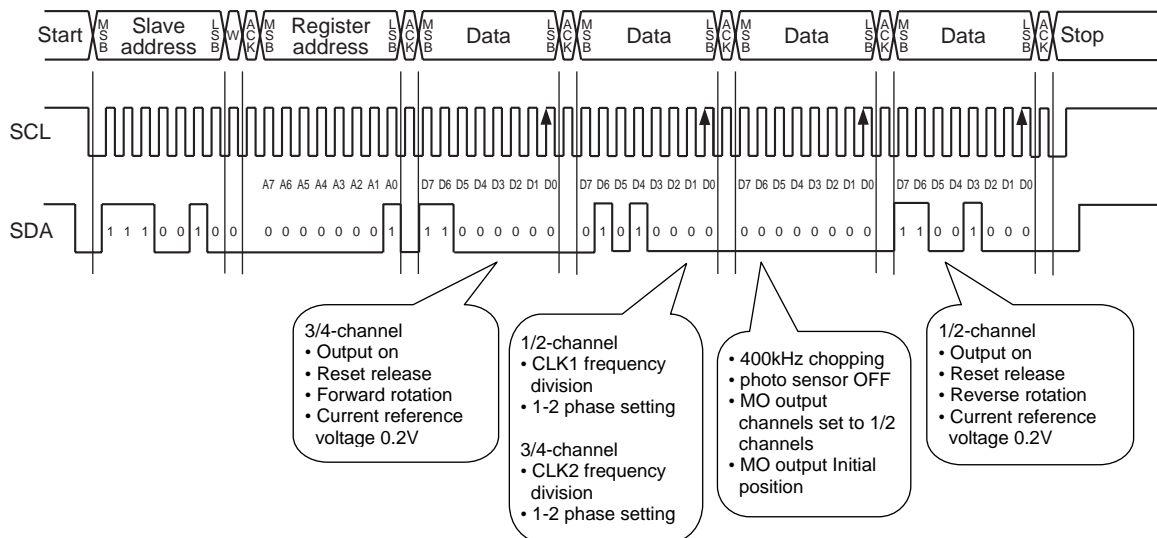 Start MSB Slave address LSB W ACK MSB Register address LSB ACK MSB Data LSB ACK MSB Data LSB ACK MSB Data LSB ACK MSB Data LSB ACK Stop
SCL
A7 A6 A5 A4 A3 A2 A1 A0 D7 D6 D5 D4 D3 D2 D1 D0 D7 D6 D5 D4 D3 D2 D1 D0 D7 D6 D5 D4 D3 D2 D1 D0 D7 D6 D5 D4 D3 D2 D1 D0
SDA
1 1 1 0 0 1 0 0 0 0 0 0 0 0 0 1 1 1 0 0 0 0 0 0 0 1 0 1 0 0 0 0 0 0 0 0 0 0 0 0 1 1 0 0 1 0 0 0
3/4-channel
• Output on
• Reset release
• Forward rotation
• Current reference
voltage 0.2V
1/2-channel
• CLK1 frequency
division
• 1-2 phase setting
3/4-channel
• CLK2 frequency
division
• 1-2 phase setting
• 400kHz chopping
• photo sensor OFF
• MO output
channels set to 1/2
channels
• MO output Initial
position
1/2-channel
• Output on
• Reset release
• Reverse rotation
• Current reference
voltage 0.2V